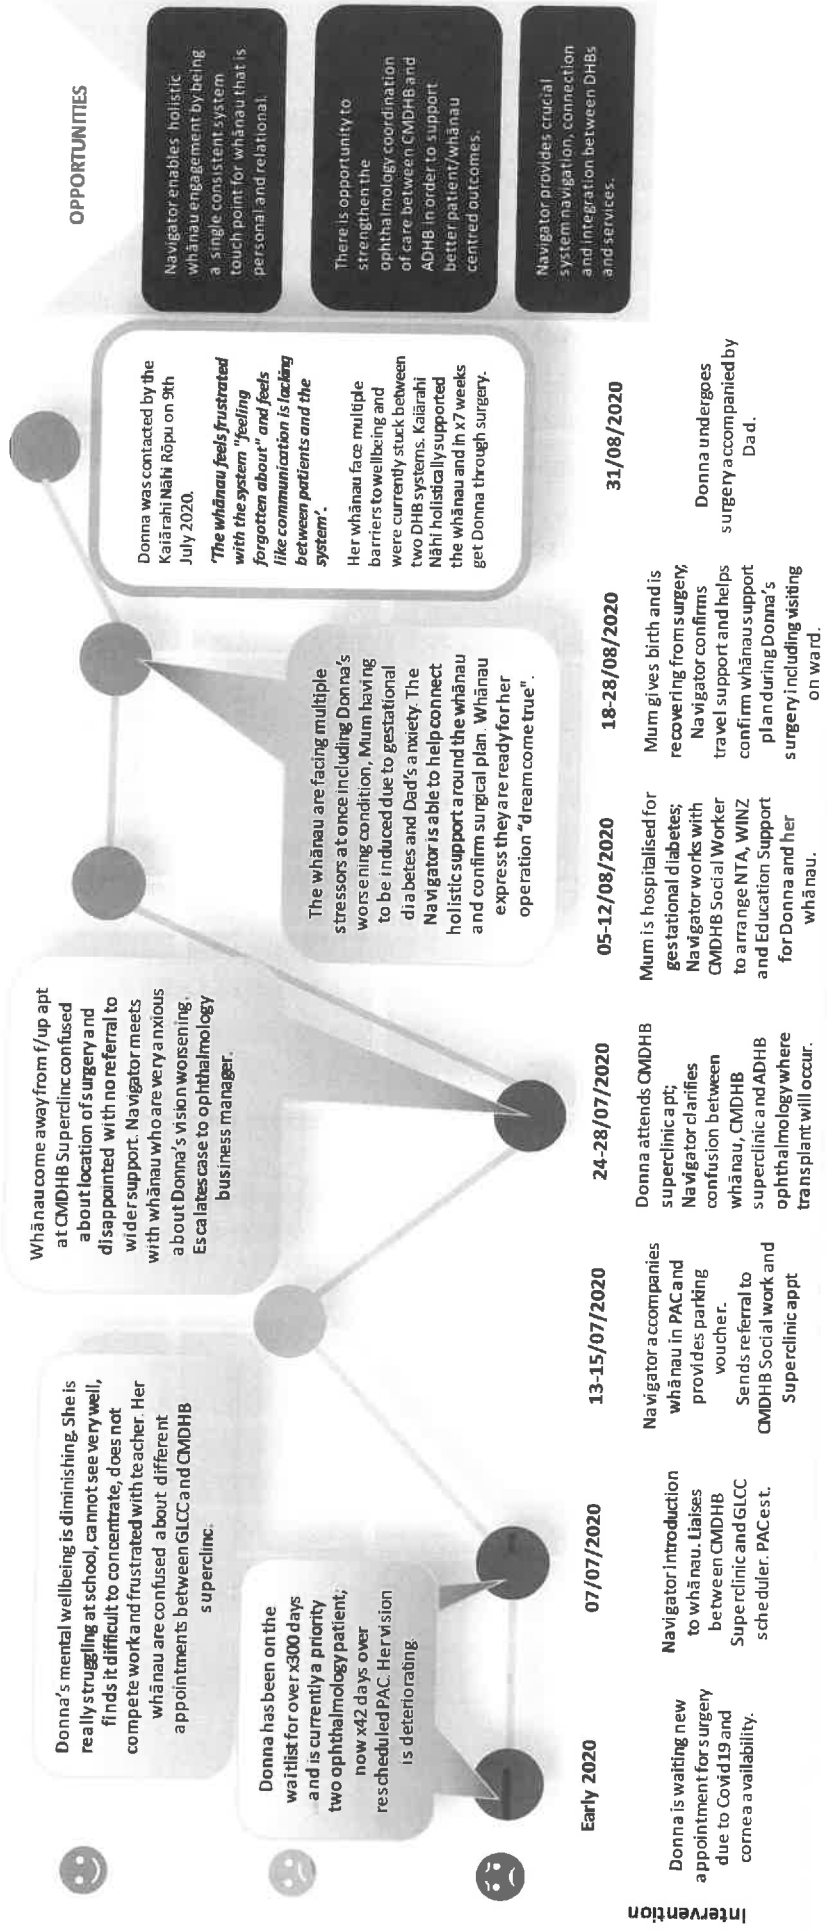 Donna's mental wellbeing is diminishing. She is
really struggling at school, cannot see very well,
finds it difficult to concentrate, does not
compete work and frustrated with teacher. Her
whānau are confused about different
appointments between GLCC and CMDHB
superclinc.
Donna has been on the
waitlist for over x300 days
and is currently a priority
two ophthalmology patient;
now x42 days over
rescheduled PAC. Her vision
is deteriorating.
Whānau come away from f/up apt
at CMDHB Superclinc confused
about location of surgery and
disappointed with no referral to
wider support. Navigator meets
with whānau who are very anxious
about Donna's vision worsening.
Escalates case to ophthalmology
business manager.
The whānau are facing multiple
stressors at once including Donna's
worsening condition, Mum having
to be induced due to gestational
diabetes and Dad's anxiety. The
Navigator is able to help connect
holistic support around the whānau
and confirm surgical plan. Whānau
express they are ready for her
operation "dream come true".
Donna was contacted by the
Kaiārahi Nāhi Rōpu on 9th
July 2020.
'The whānau feels frustrated
with the system "feeling
forgotten about" and feels
like communication is lacking
between patients and the
system'.
Her whānau face multiple
barriers to wellbeing and
were currently stuck between
two DHB systems. Kaiārahi
Nāhi holistically supported
the whānau and in x7 weeks
get Donna through surgery.
OPPORTUNITIES
Navigator enables holistic
whānau engagement by being
a single consistent system
touch point for whānau that is
personal and relational.
There is opportunity to
strengthen the
ophthalmology coordination
of care between CMDHB and
ADHB in order to support
better patient/whānau
centred outcomes.
Navigator provides crucial
system navigation, connection
and integration between DHBs
and services.
Intervention
Early 2020
Donna is waiting new
appointment for surgery
due to Covid19 and
cornea availability.
07/07/2020
Navigator introduction
to whānau. Liaises
between CMDHB
Superclinic and GLCC
scheduler. PAC est.
13-15/07/2020
Navigator accompanies
whānau in PAC and
provides parking
voucher.
Sends referral to
CMDHB Social work and
Superclinic appt
24-28/07/2020
Donna attends CMDHB
superclinic apt;
Navigator clarifies
confusion between
whānau, CMDHB
superclinic and ADHB
ophthalmology where
transplant will occur.
05-12/08/2020
Mum is hospitalised for
gestational diabetes;
Navigator works with
CMDHB Social Worker
to arrange NTA, WINZ
and Education Support
for Donna and her
whānau.
18-28/08/2020
Mum gives birth and is
recovering from surgery;
Navigator confirms
travel support and helps
confirm whānau support
plan during Donna's
surgery including visiting
on ward.
31/08/2020
Donna undergoes
surgery accompanied by
Dad.